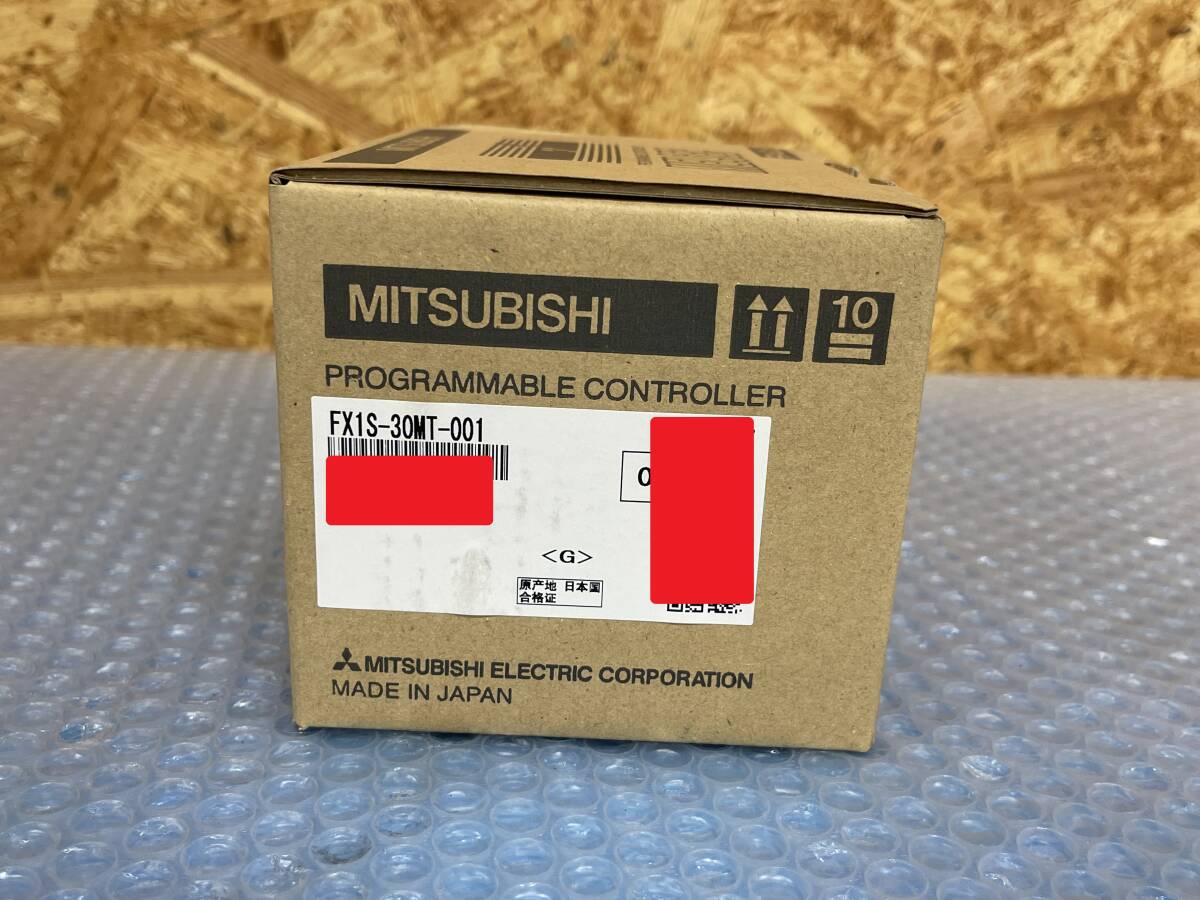 MITSUBISHI
10
PROGRAMMABLE CONTROLLER
FX1S-30MT-001
0
<G>
原产地 日本国
合格证
MITSUBISHI ELECTRIC CORPORATION
MADE IN JAPAN